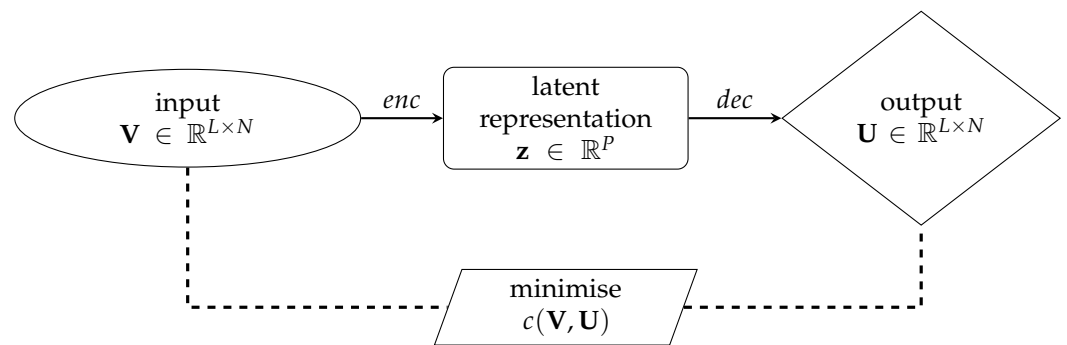 input
V ∈ ℝ^{L×N}
enc
latent
representation
z ∈ ℝ^P
dec
output
U ∈ ℝ^{L×N}
minimise
c(V, U)